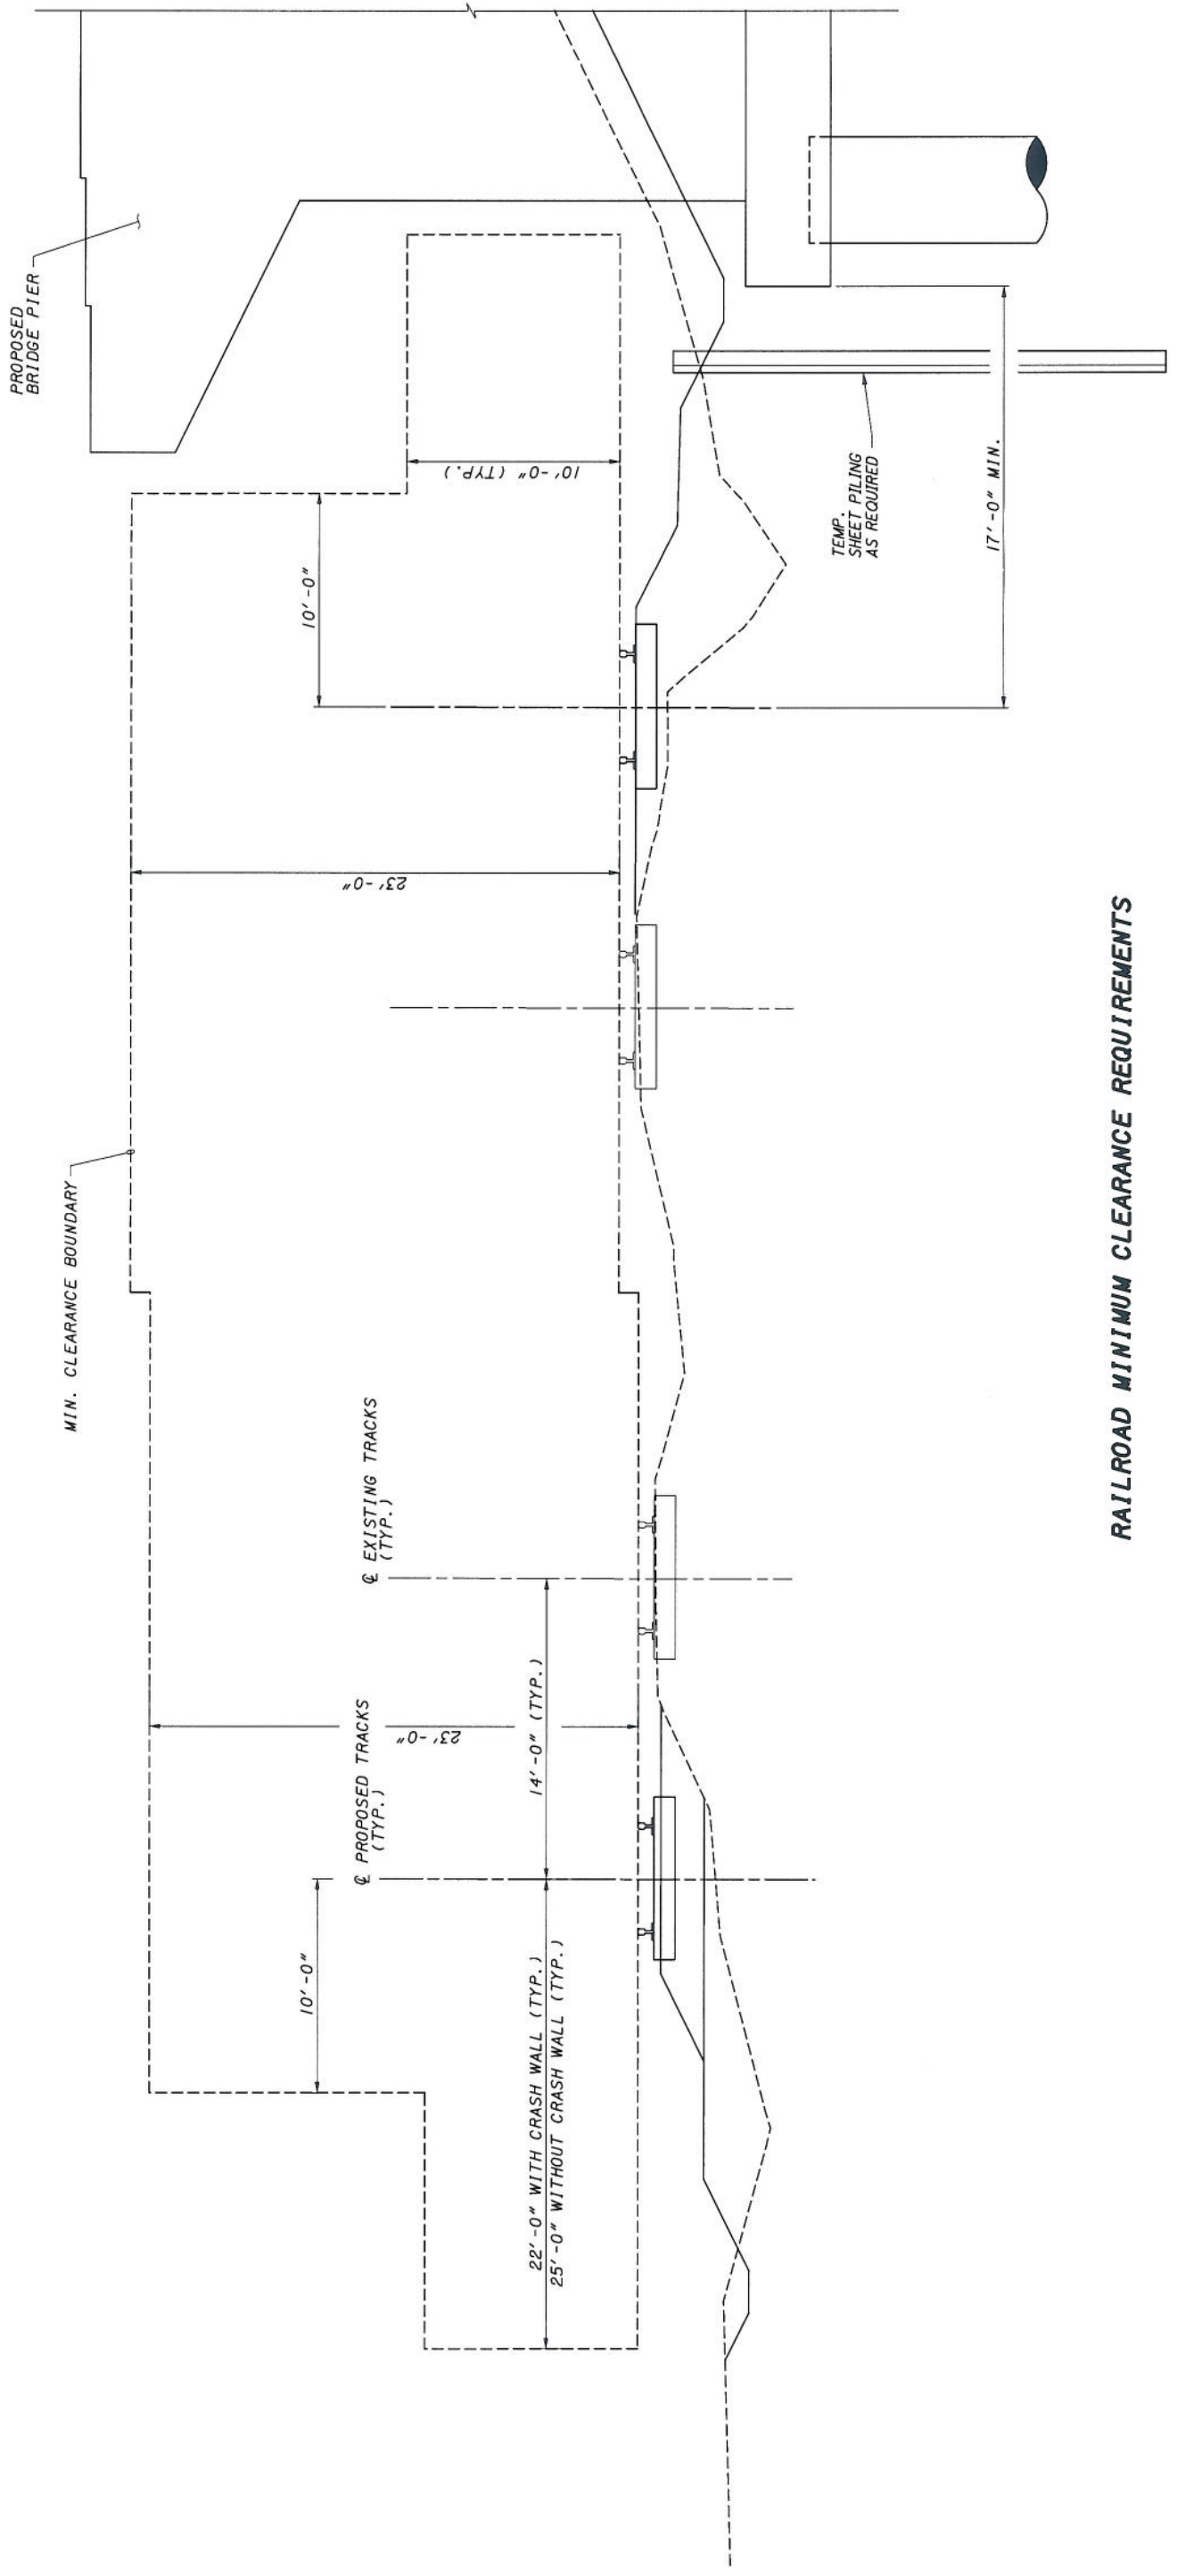 PROPOSED
BRIDGE PIER
MIN. CLEARANCE BOUNDARY
10'-0"
10'-0" (TYP.)
23'-0"
℄ EXISTING TRACKS
(TYP.)
℄ PROPOSED TRACKS
(TYP.)
23'-0"
10'-0"
14'-0" (TYP.)
22'-0" WITH CRASH WALL (TYP.)
25'-0" WITHOUT CRASH WALL (TYP.)
TEMP.
SHEET PILING
AS REQUIRED
17'-0" MIN.
RAILROAD MINIMUM CLEARANCE REQUIREMENTS